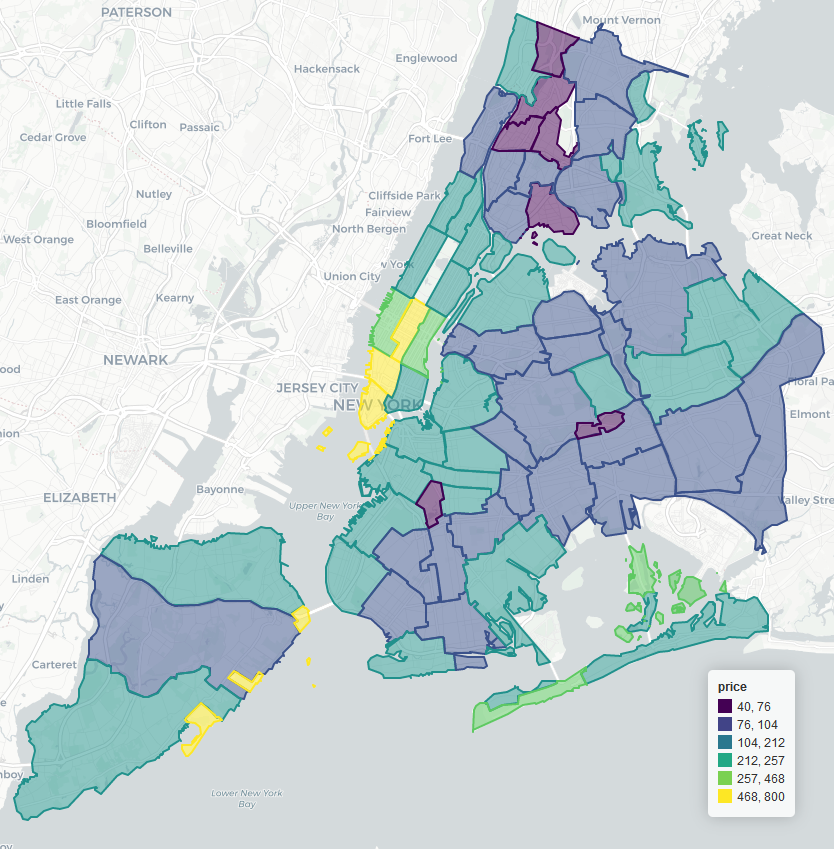 PATERSON
Mount Vernon
Englewood
Hackensack
Little Falls
Clifton
Passaic
Cedar Grove
Fort Lee
Nutley
Cliffside Park
Fairview
Bloomfield
North Bergen
West Orange
Great Neck
Belleville
w York
Union City
East Orange
Kearny
NEWARK
ood
JERSEY CITY
Floral Pa
NEW YORK
Elmont
nion
Bayonne
ELIZABETH
Valley Stre
Upper New York
Bay
Linden
Carteret
e
nboy
Lower New York
Bay
oy
price
40, 76
76, 104
104, 212
212, 257
257, 468
468, 800